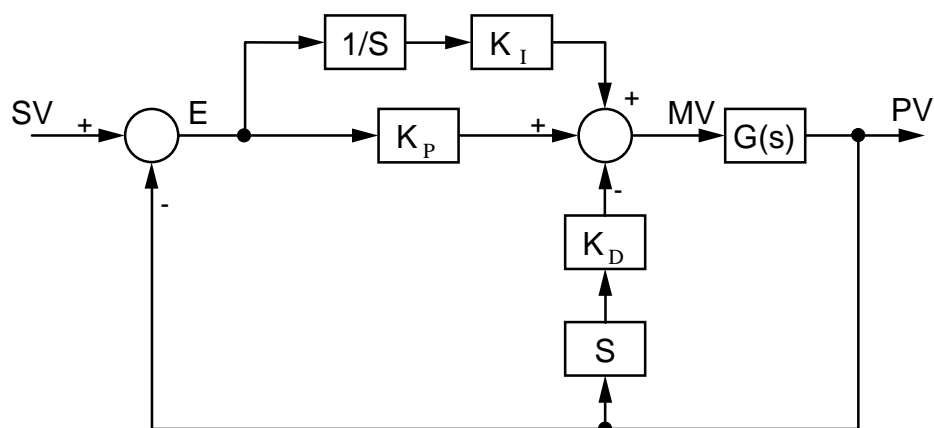 1/S K I
SV + E K P + + MV G(s) PV
- -
K D
S